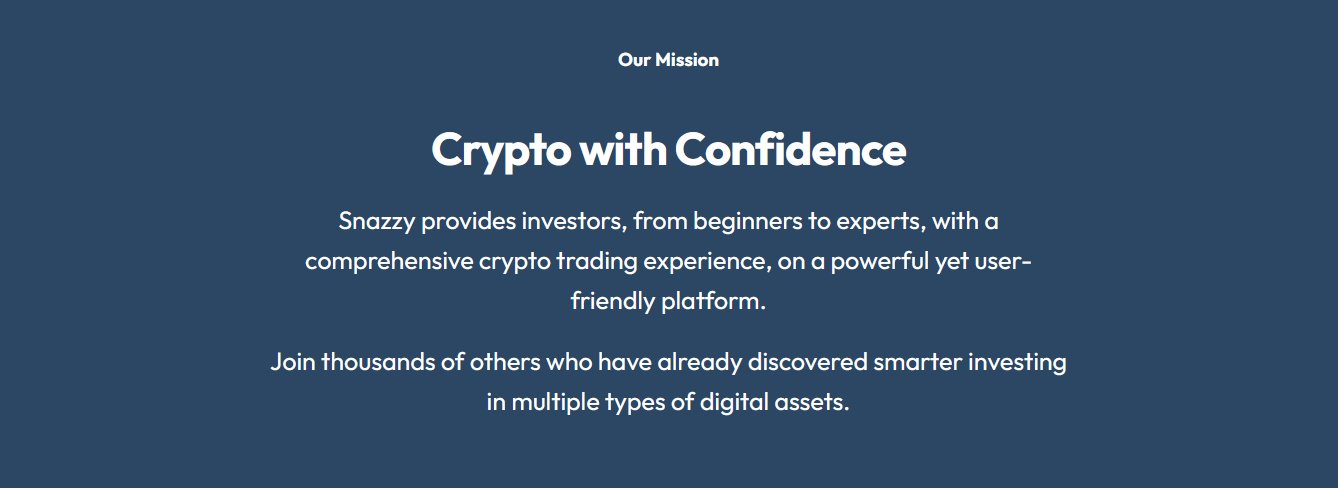 Our Mission
Crypto with Confidence
Snazzy provides investors, from beginners to experts, with a
comprehensive crypto trading experience, on a powerful yet user-
friendly platform.
Join thousands of others who have already discovered smarter investing
in multiple types of digital assets.